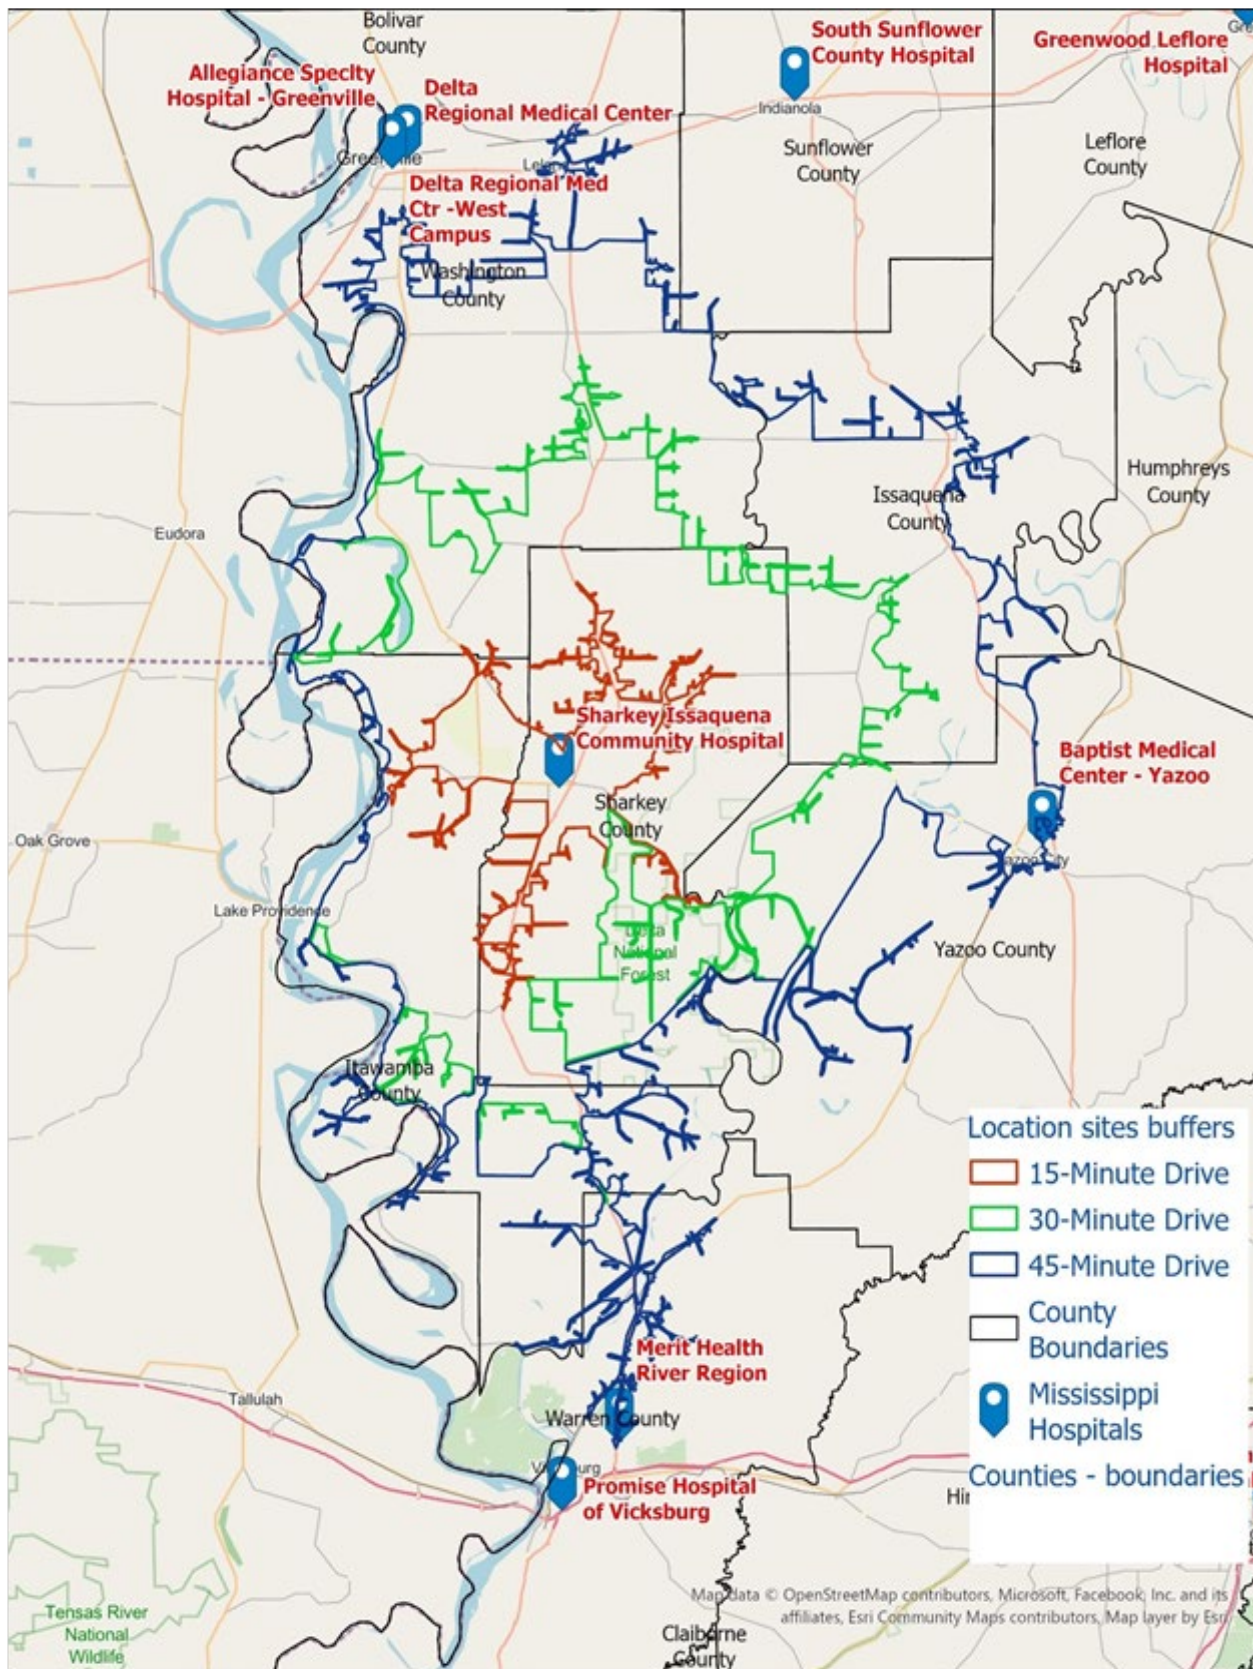 Bolivar
County
South Sunflower
County Hospital
Greenwood Leflore
Hospital
Allegiance Speclty
Hospital - Greenville
Delta
Regional Medical Center
Indianola
Sunflower
County
Leflore
County
Delta Regional Med
Ctr -West
Campus
Washington
County
Humphreys
County
Issaquena
County
Eudora
Sharkey Issaquena
Community Hospital
Baptist Medical
Center - Yazoo
Sharkey
County
Oak Grove
Lake Providence
Delta
National
Forest
Yazoo County
Itawamba
County
Location sites buffers
15-Minute Drive
30-Minute Drive
45-Minute Drive
County
Boundaries
Mississippi
Hospitals
Counties - boundaries
Merit Health
River Region
Tallulah
Warren County
Promise Hospital
of Vicksburg
Map data © OpenStreetMap contributors, Microsoft, Facebook, Inc. and its
affiliates, Esri Community Maps contributors, Map layer by Esri
Tensas River
National
Wildlife
Claiborne
County